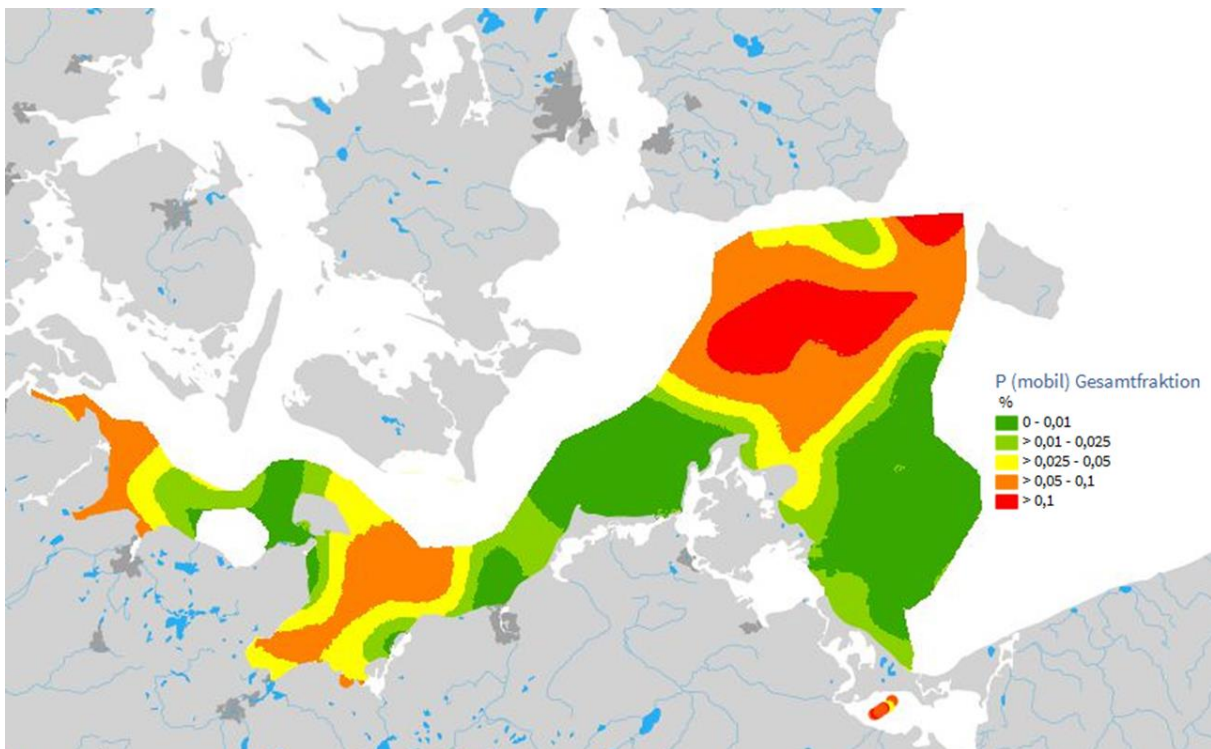 P (mobil) Gesamtfraktion
%
0 - 0,01
> 0,01 - 0,025
> 0,025 - 0,05
> 0,05 - 0,1
> 0,1